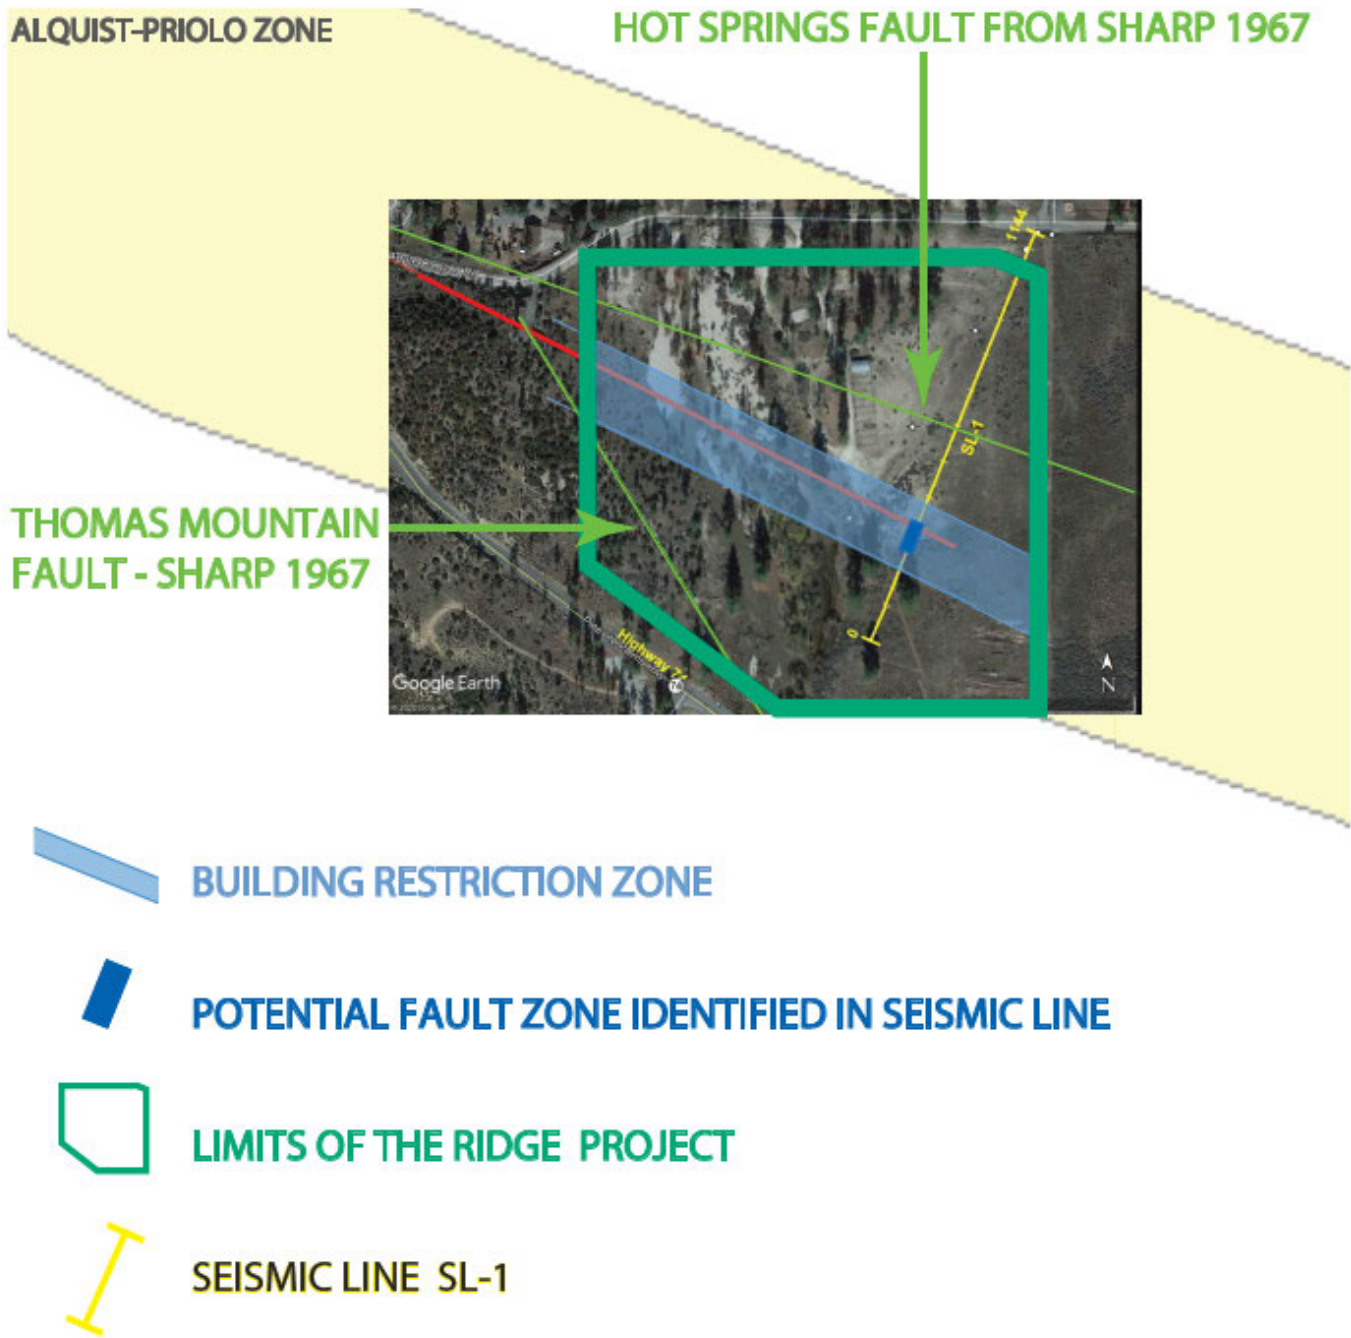 ALQUIST-PRIOLO ZONE
HOT SPRINGS FAULT FROM SHARP 1967
1144
SL-1
THOMAS MOUNTAIN
FAULT - SHARP 1967
0
Highway 74
Google Earth
N
BUILDING RESTRICTION ZONE
POTENTIAL FAULT ZONE IDENTIFIED IN SEISMIC LINE
LIMITS OF THE RIDGE PROJECT
SEISMIC LINE SL-1